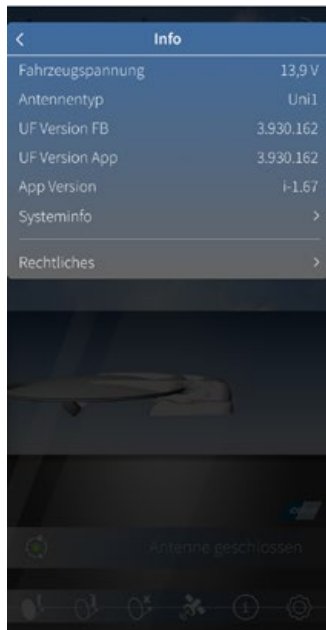 Info
Fahrzeugspannung 13,9 V
Antennentyp Uni1
UF Version FB 3.930.162
UF Version App 3.930.162
App Version i-1.67
Systeminfo
Rechtliches
Antenne geschlossen